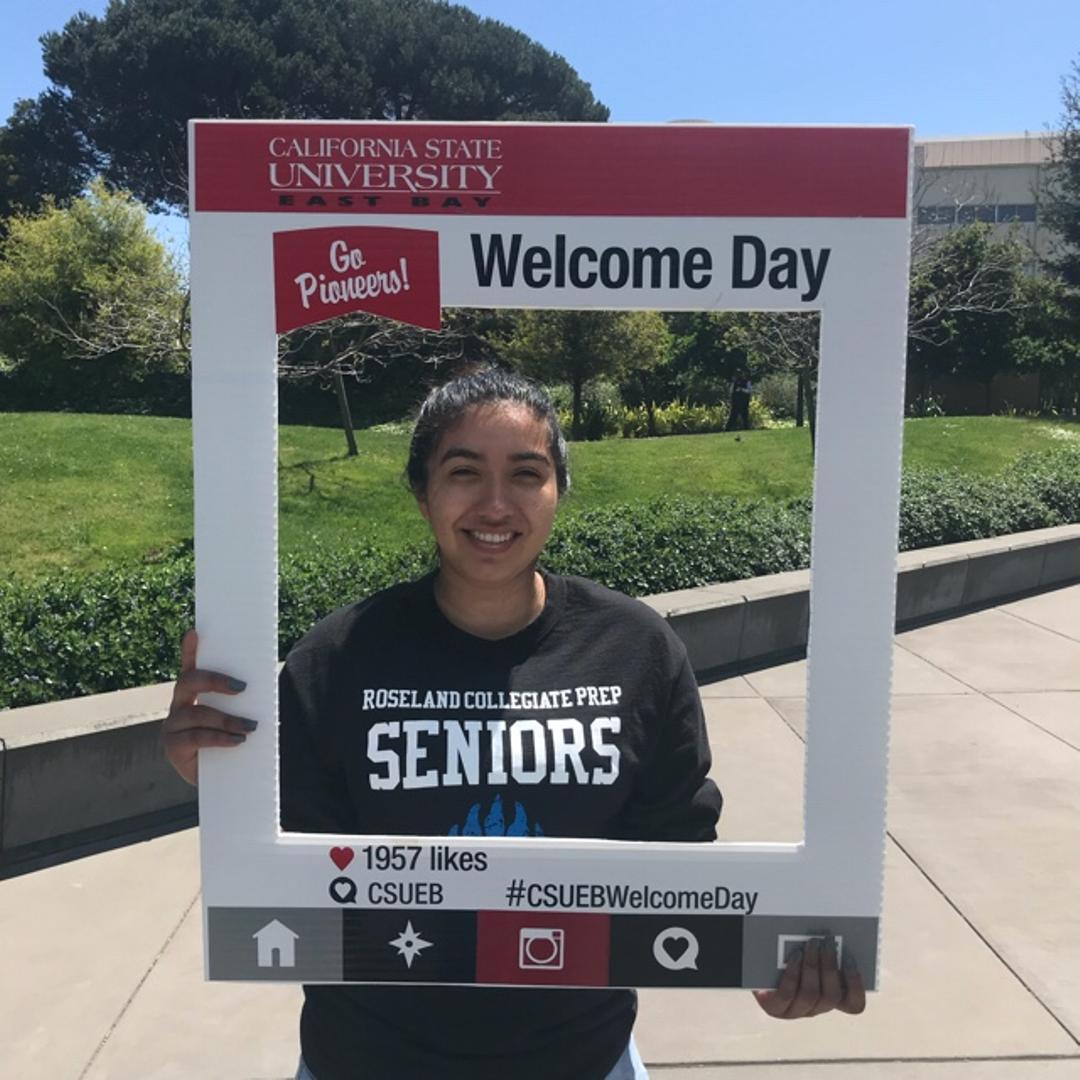 CALIFORNIA STATE
UNIVERSITY
EAST BAY
Go
Pioneers!
Welcome Day
ROSELAND COLLEGIATE PREP
SENIORS
1957 likes
CSUEB #CSUEBWelcomeDay